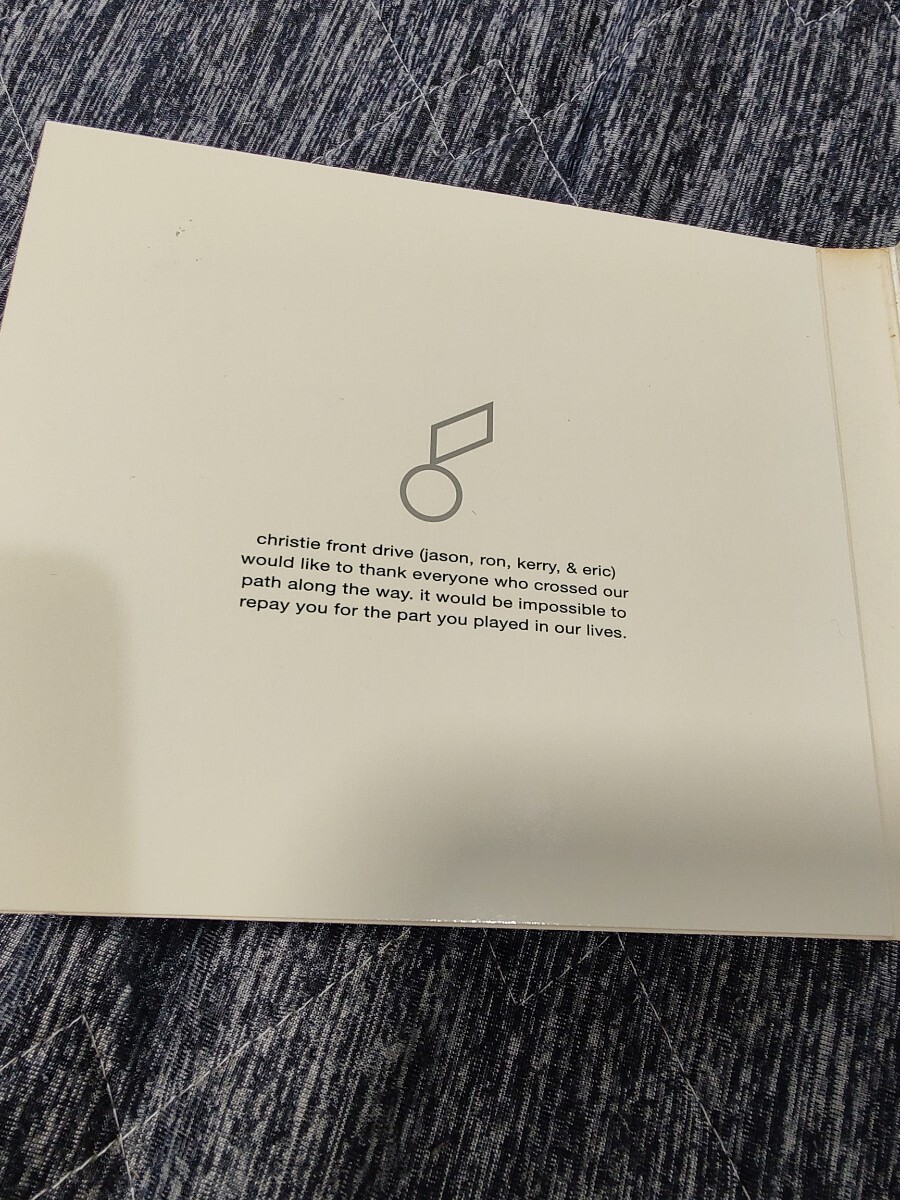 christie front drive (jason, ron, kerry, & eric)
would like to thank everyone who crossed our
path along the way. it would be impossible to
repay you for the part you played in our lives.